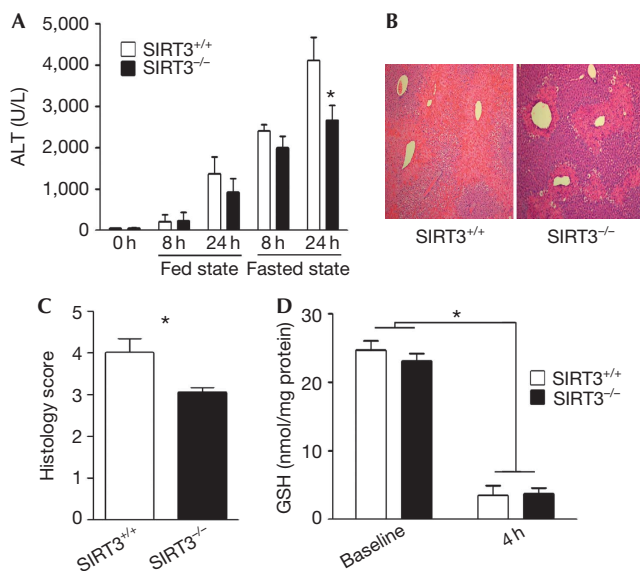 A
ALT (U/L)
5,000
4,000
3,000
2,000
1,000
0
SIRT3+/+
SIRT3−/−
*
0 h 8 h 24 h 8 h 24 h
Fed state Fasted state
B
SIRT3+/+ SIRT3−/−
C
Histology score
5
4
3
2
1
0
*
SIRT3+/+
SIRT3−/−
D
GSH (nmol/mg protein)
30
20
10
0
*
SIRT3+/+
SIRT3−/−
Baseline
4 h